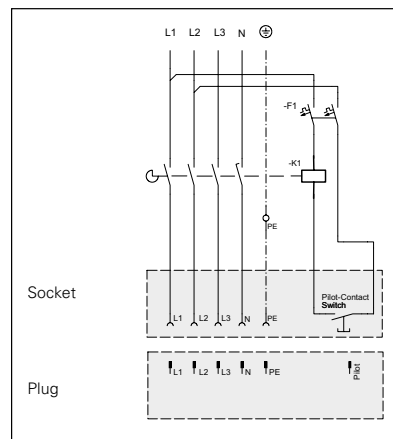 L1 L2 L3 N
-F1
-K1
PE
Socket
Pilot-Contact
Switch
L1 L2 L3 N PE
Plug
L1 L2 L3 N PE Pilot